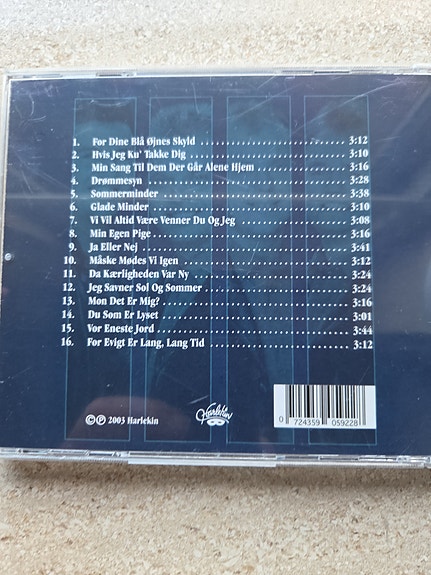 1. For Dine Blå Øjnes Skyld 3:12
2. Hvis Jeg Ku' Takke Dig 3:10
3. Min Sang Til Dem Der Går Alene Hjem 3:16
4. Drømmesyn 3:28
5. Sommerminder 3:38
6. Glade Minder 3:10
7. Vi Vil Altid Være Venner Du Og Jeg 3:08
8. Min Egen Pige 3:16
9. Ja Eller Nej 3:41
10. Måske Mødes Vi Igen 3:12
11. Da Kærligheden Var Ny 3:24
12. Jeg Savner Sol Og Sommer 3:24
13. Mon Det Er Mig? 3:16
14. Du Som Er Lyset 3:01
15. Vor Eneste Jord 3:44
16. For Evigt Er Lang, Lang Tid 3:12
©℗ 2003 Harlekin
Harlekin
0 724359 059228